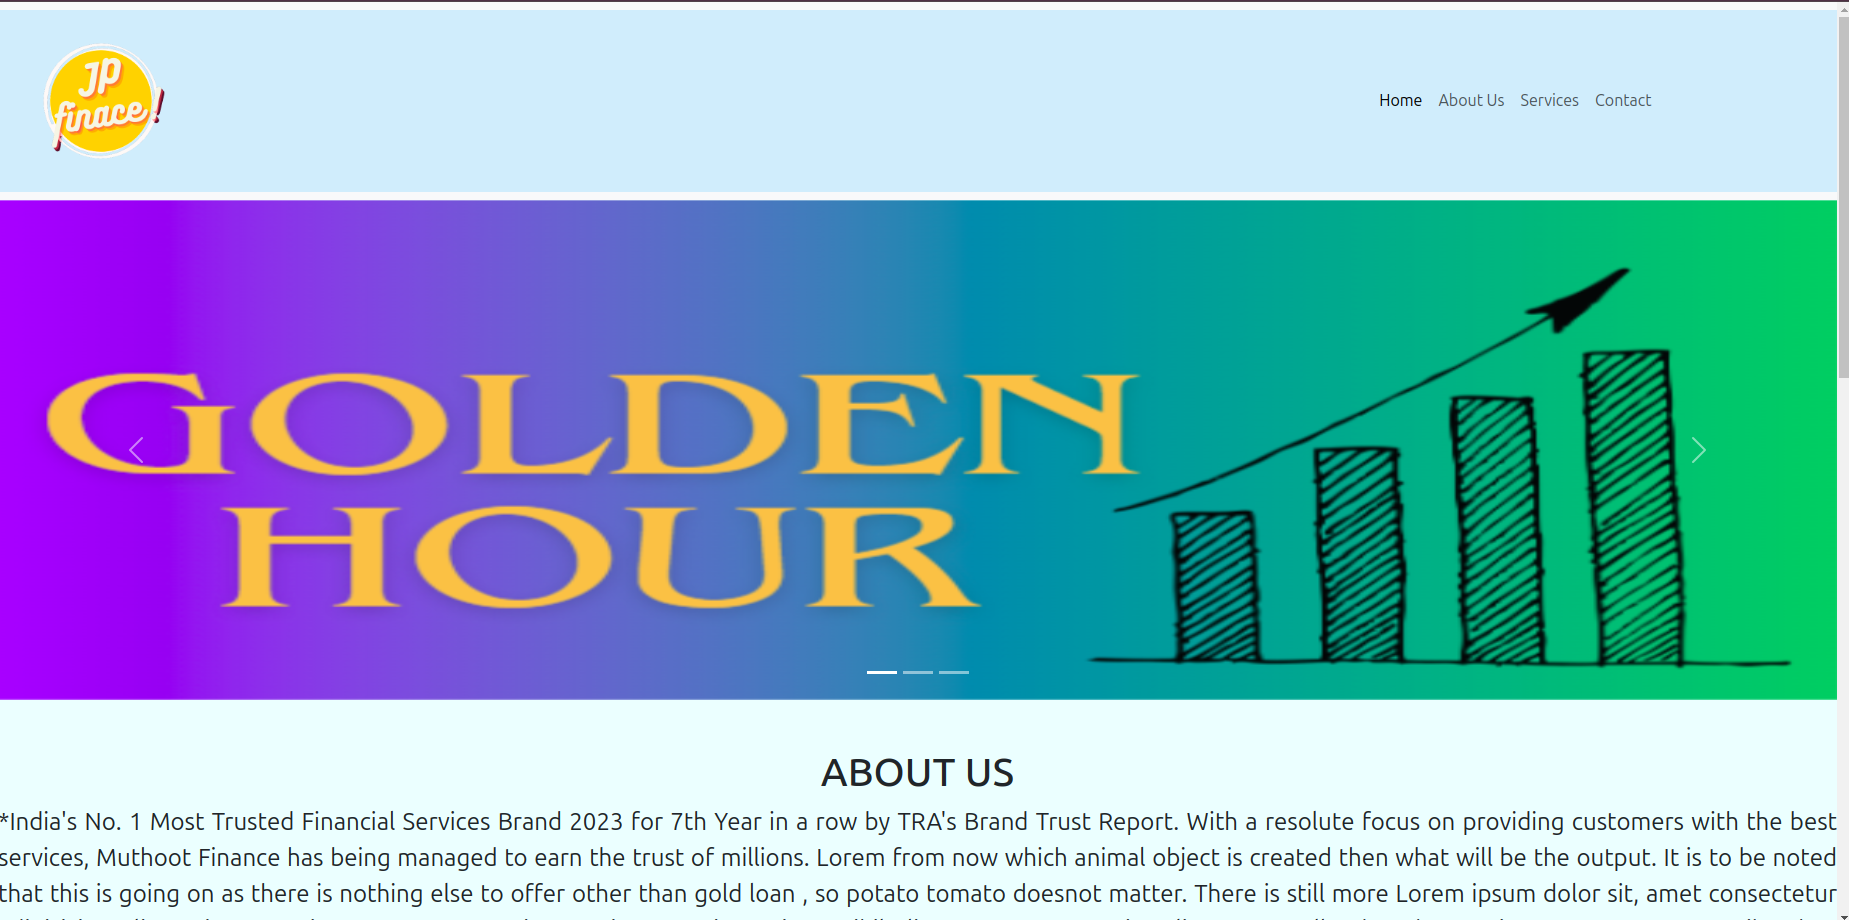 JP
finace!
Home About Us Services Contact
GOLDEN
HOUR
ABOUT US
*India's No. 1 Most Trusted Financial Services Brand 2023 for 7th Year in a row by TRA's Brand Trust Report. With a resolute focus on providing customers with the best
services, Muthoot Finance has being managed to earn the trust of millions. Lorem from now which animal object is created then what will be the output. It is to be noted
that this is going on as there is nothing else to offer other than gold loan , so potato tomato doesnot matter. There is still more Lorem ipsum dolor sit, amet consectetur